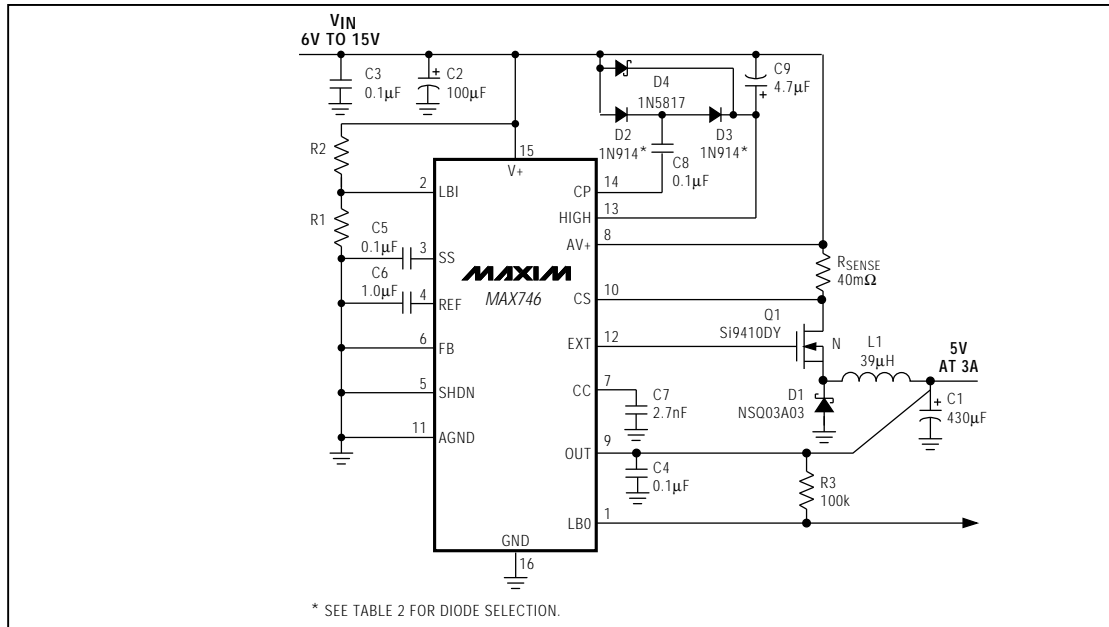 VIN
6V TO 15V
C3
0.1µF
C2
100µF
D4
1N5817
C9
4.7µF
D2
1N914*
D3
1N914*
C8
0.1µF
R2
R1
15
V+
2
LBI
14
CP
13
HIGH
8
AV+
C5
0.1µF
3
SS
MAXIM
MAX746
RSENSE
40mΩ
C6
1.0µF
4
REF
10
CS
Q1
Si9410DY
N
6
FB
12
EXT
L1
39µH
5V
AT 3A
5
SHDN
7
CC
C7
2.7nF
D1
NSQ03A03
C1
430µF
11
AGND
9
OUT
C4
0.1µF
R3
100k
1
LB0
GND
16
* SEE TABLE 2 FOR DIODE SELECTION.